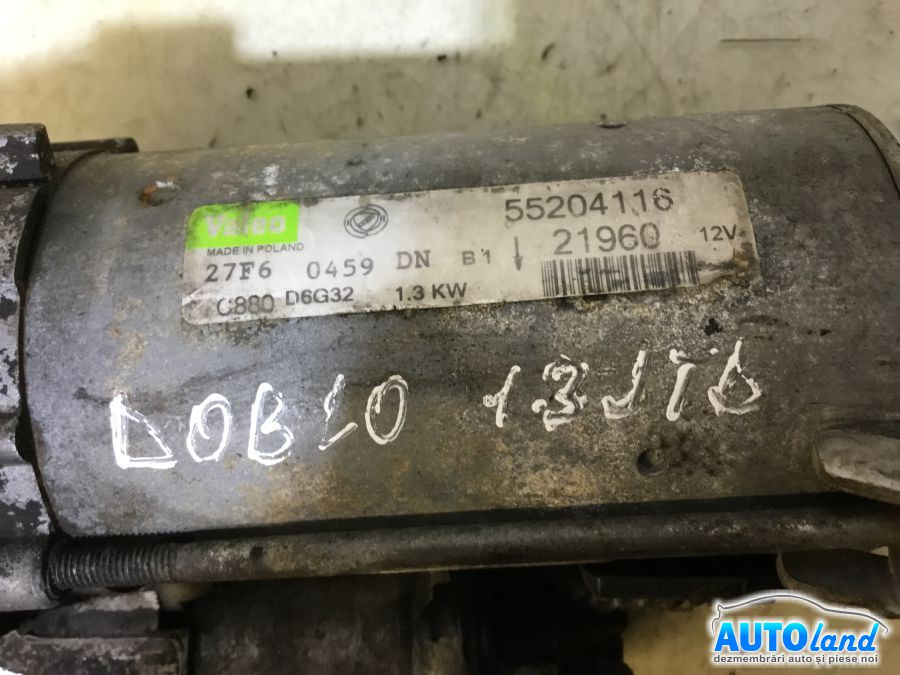 Valeo 55204116
MADE IN POLAND 21960 12V
27F6 0459 DN B1
C880 D6G32 1.3 KW
DOBLO 13JTD
AUTOland
dezmembrări auto și piese noi